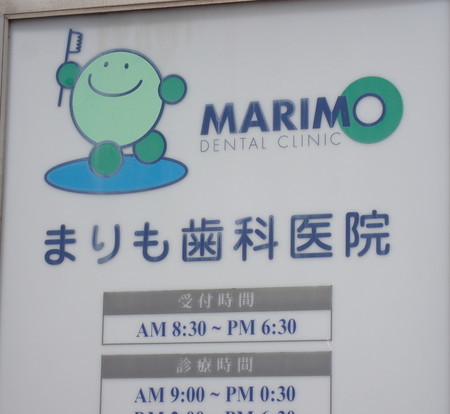 MARIMO
DENTAL CLINIC
まりも歯科医院
受付時間
AM 8:30 ~ PM 6:30
診療時間
AM 9:00 ~ PM 0:30